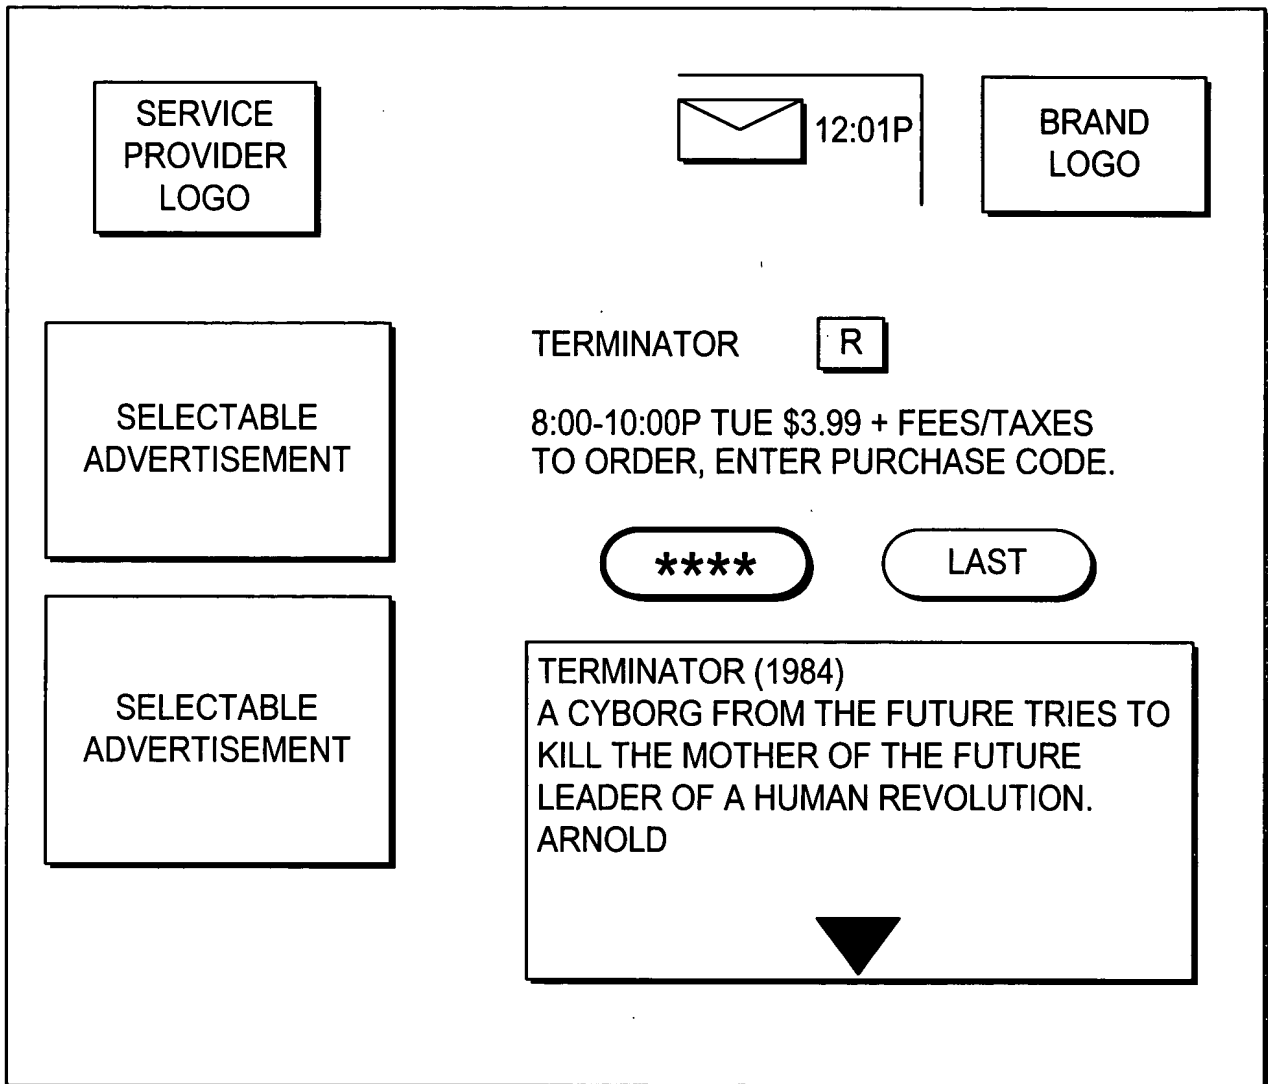 SERVICE
PROVIDER
LOGO
12:01P
BRAND
LOGO
SELECTABLE
ADVERTISEMENT
SELECTABLE
ADVERTISEMENT
TERMINATOR R
8:00-10:00P TUE $3.99 + FEES/TAXES
TO ORDER, ENTER PURCHASE CODE.
**** LAST
TERMINATOR (1984)
A CYBORG FROM THE FUTURE TRIES TO
KILL THE MOTHER OF THE FUTURE
LEADER OF A HUMAN REVOLUTION.
ARNOLD